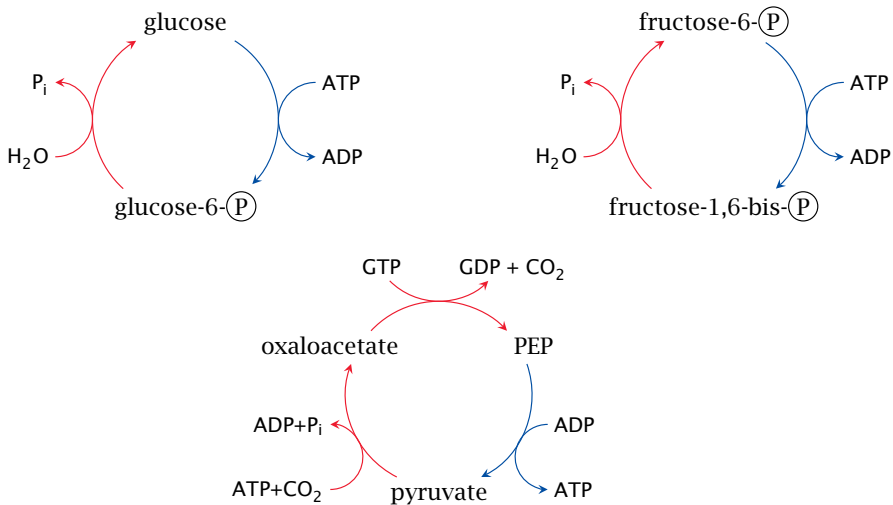 glucose
ATP
ADP
glucose-6-Ⓟ
H₂O
Pᵢ
fructose-6-Ⓟ
ATP
ADP
fructose-1,6-bis-Ⓟ
H₂O
Pᵢ
GTP
GDP + CO₂
oxaloacetate
PEP
ADP+Pᵢ
ADP
ATP+CO₂
pyruvate
ATP